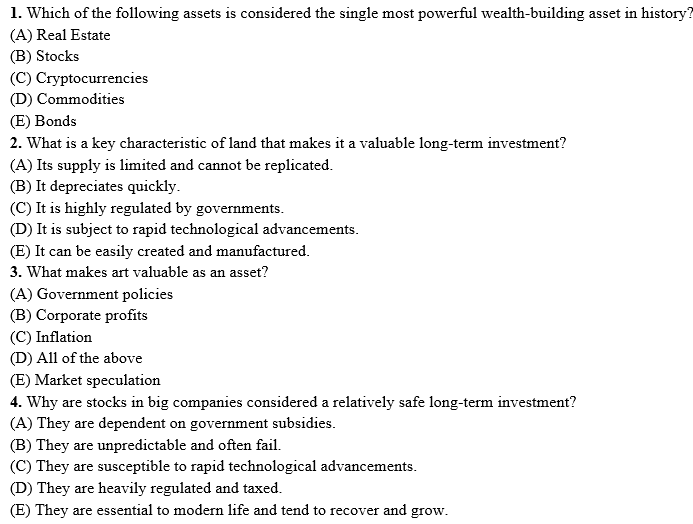 1. Which of the following assets is considered the single most powerful wealth-building asset in history?
(A) Real Estate
(B) Stocks
(C) Cryptocurrencies
(D) Commodities
(E) Bonds
2. What is a key characteristic of land that makes it a valuable long-term investment?
(A) Its supply is limited and cannot be replicated.
(B) It depreciates quickly.
(C) It is highly regulated by governments.
(D) It is subject to rapid technological advancements.
(E) It can be easily created and manufactured.
3. What makes art valuable as an asset?
(A) Government policies
(B) Corporate profits
(C) Inflation
(D) All of the above
(E) Market speculation
4. Why are stocks in big companies considered a relatively safe long-term investment?
(A) They are dependent on government subsidies.
(B) They are unpredictable and often fail.
(C) They are susceptible to rapid technological advancements.
(D) They are heavily regulated and taxed.
(E) They are essential to modern life and tend to recover and grow.